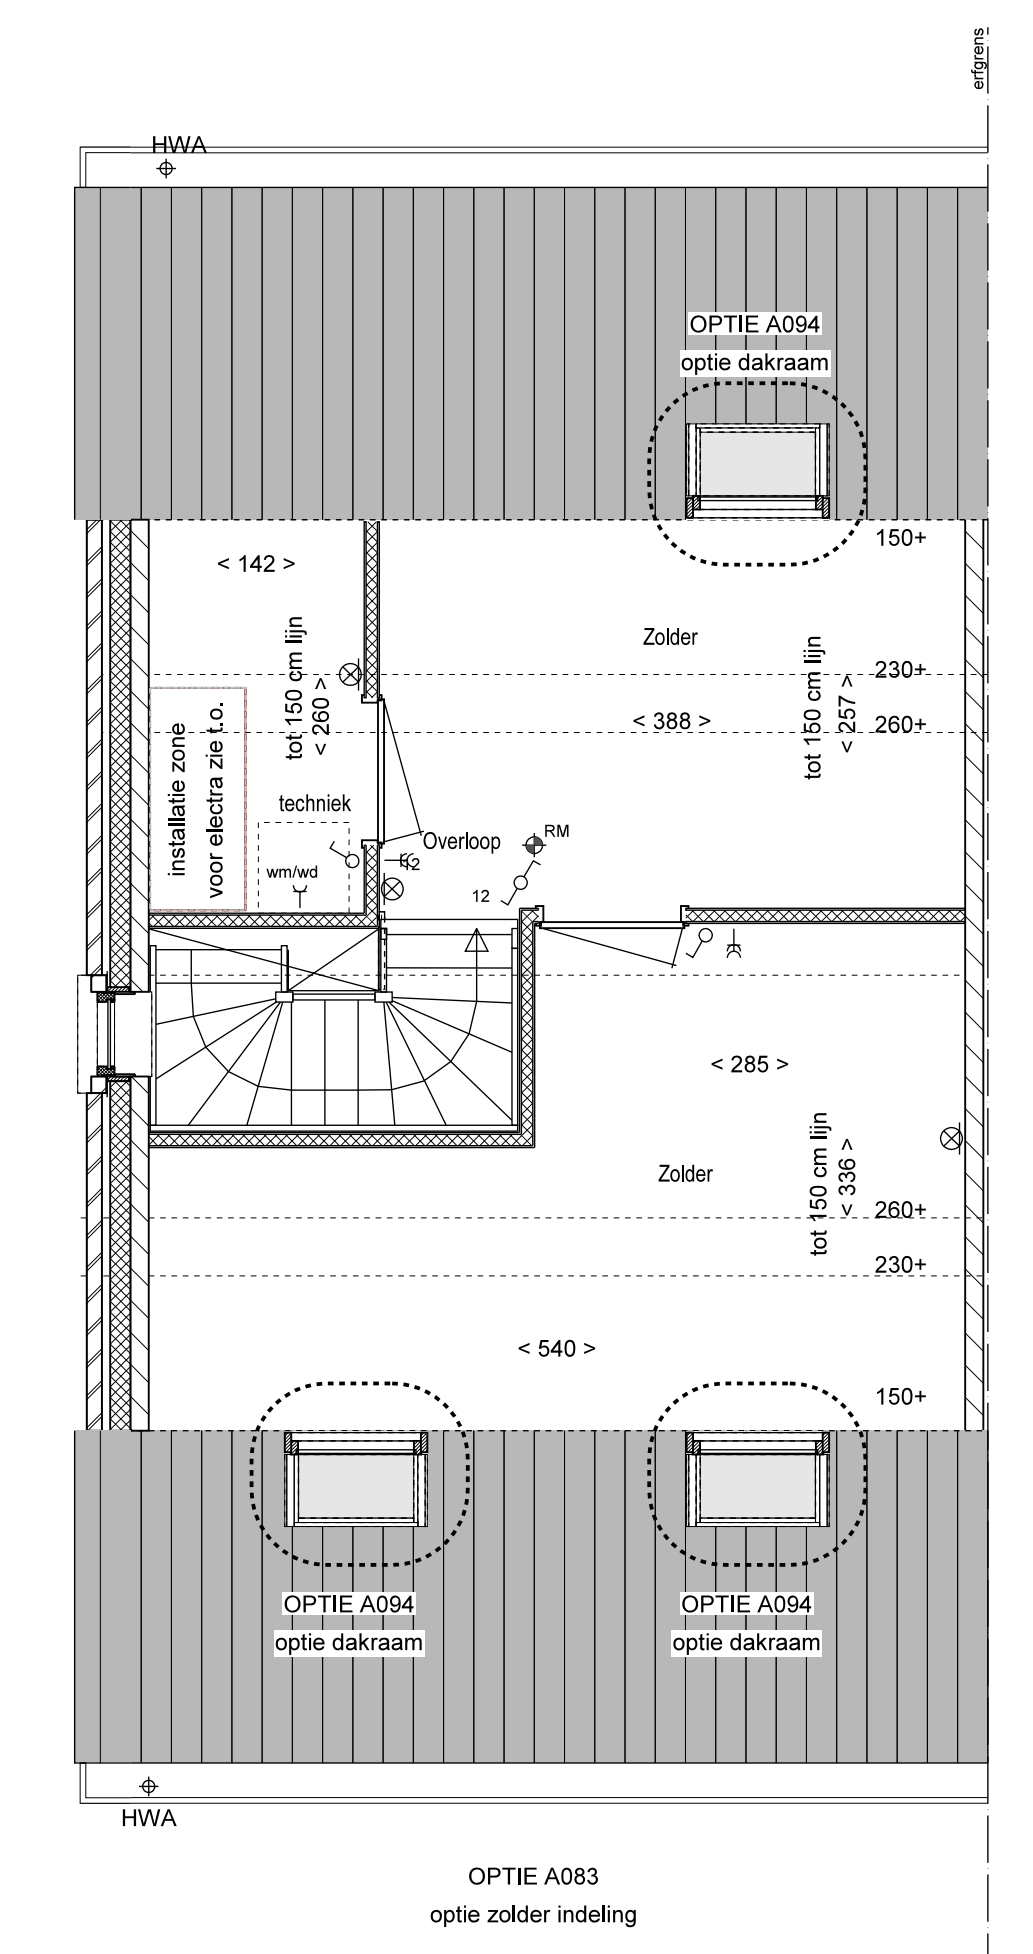 erfgrens
HWA
OPTIE A094
optie dakraam
150+
< 142 >
Zolder
tot 150 cm lijn
< 260 >
tot 150 cm lijn
< 257 >
230+
< 388 >
260+
installatie zone
voor electra zie t.o.
techniek
Overloop
RM
12
wm/wd
12
< 285 >
tot 150 cm lijn
< 336 >
Zolder
260+
230+
< 540 >
150+
OPTIE A094
optie dakraam
OPTIE A094
optie dakraam
HWA
OPTIE A083
optie zolder indeling